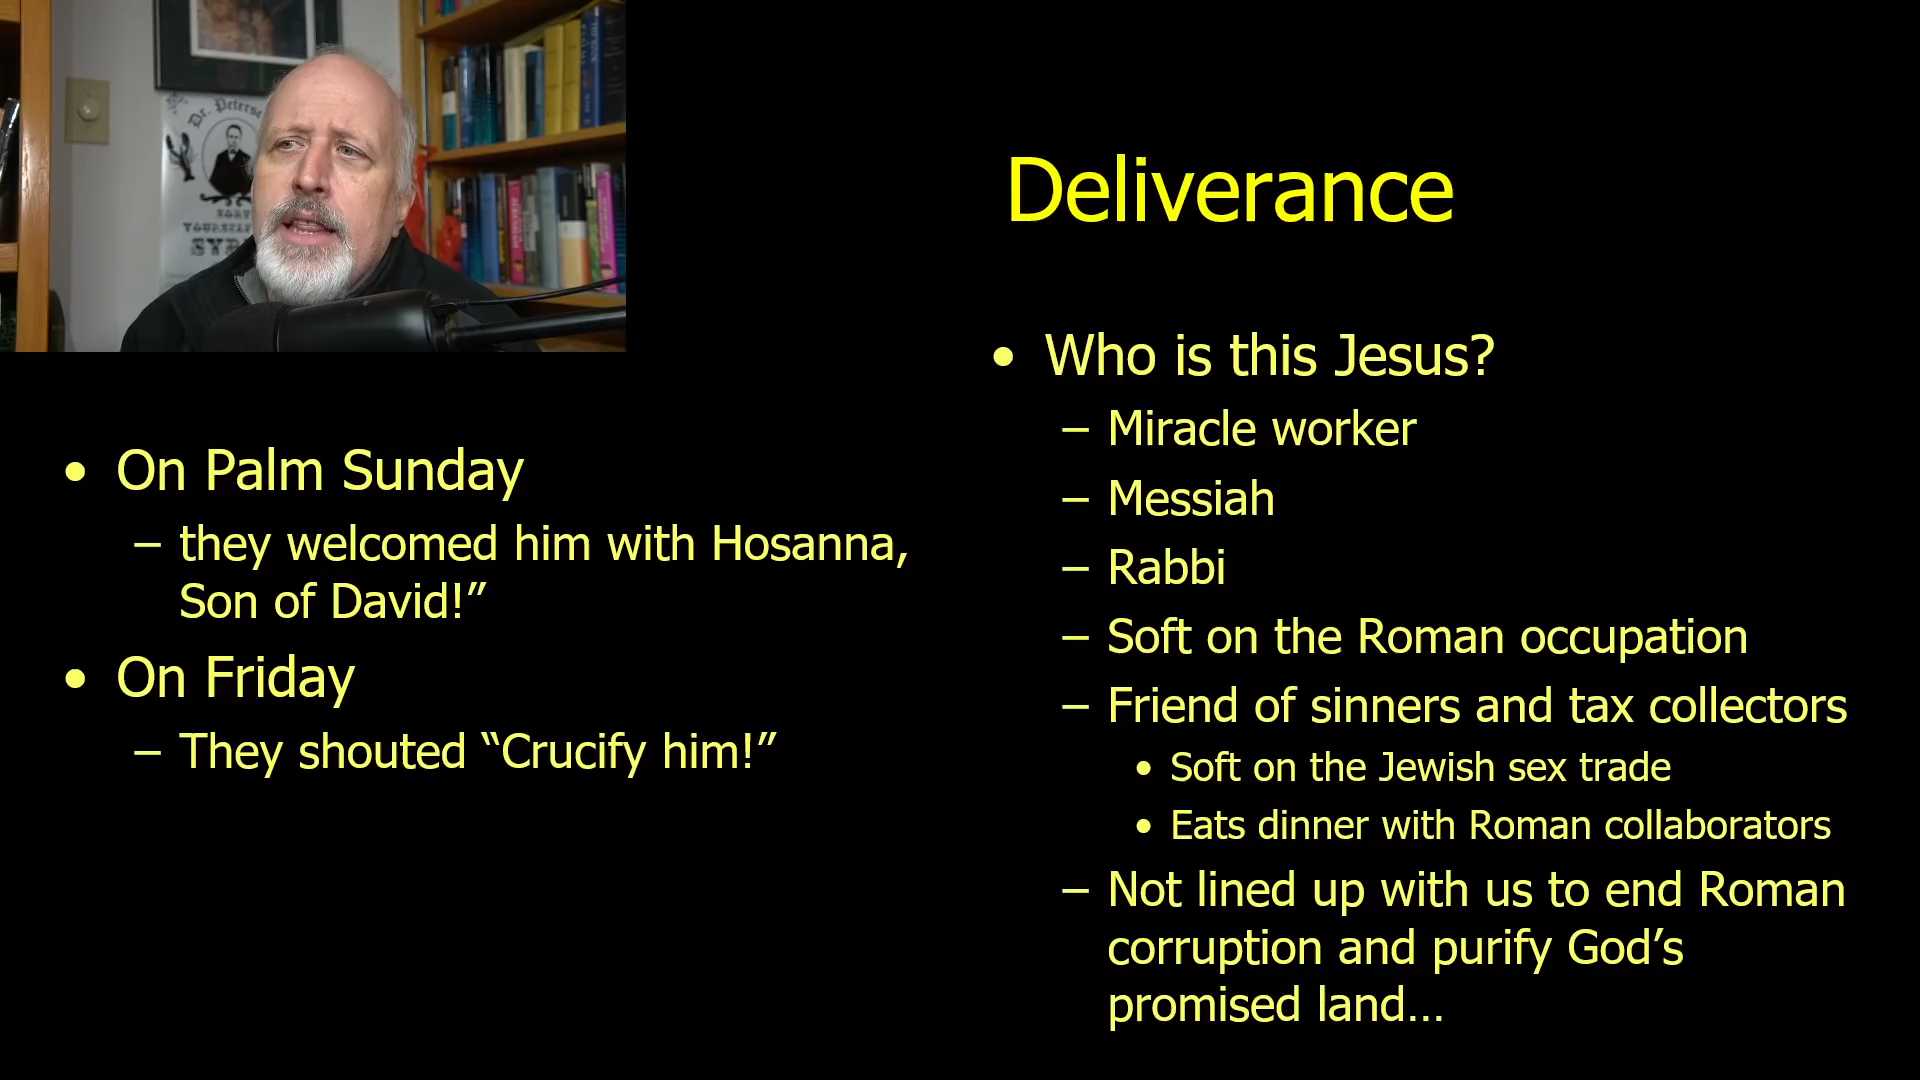 Dr. Peterso
Deliverance
• Who is this Jesus?
– Miracle worker
– Messiah
– Rabbi
– Soft on the Roman occupation
– Friend of sinners and tax collectors
• Soft on the Jewish sex trade
• Eats dinner with Roman collaborators
– Not lined up with us to end Roman
corruption and purify God’s
promised land…
• On Palm Sunday
– they welcomed him with Hosanna,
Son of David!”
• On Friday
– They shouted “Crucify him!”